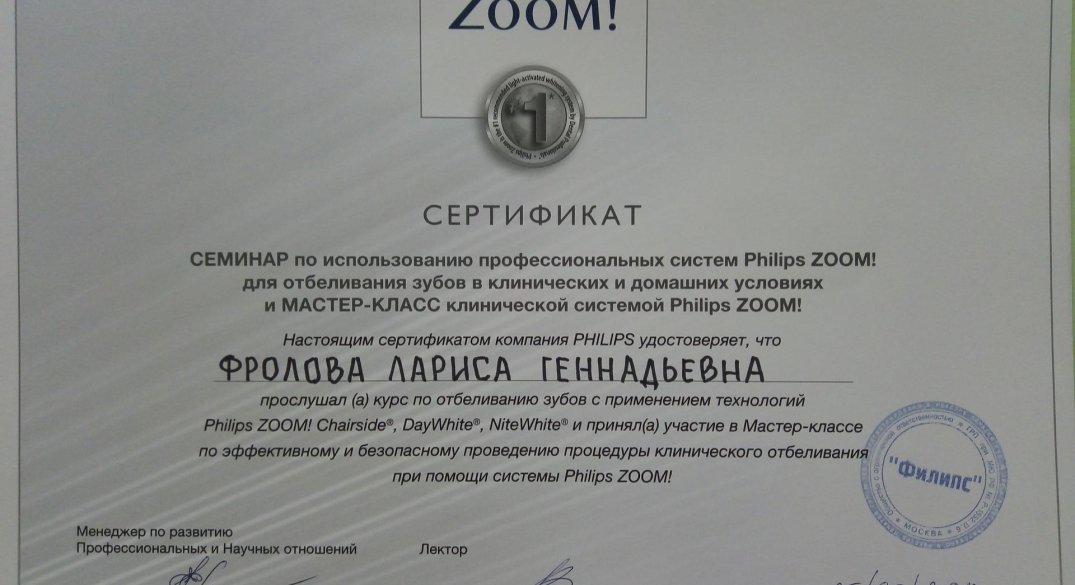 ZOOM!
1
СЕРТИФИКАТ
СЕМИНАР по использованию профессиональных систем Philips ZOOM!
для отбеливания зубов в клинических и домашних условиях
и МАСТЕР-КЛАСС клинической системой Philips ZOOM!
Настоящим сертификатом компания PHILIPS удостоверяет, что
ФРОЛОВА ЛАРИСА ГЕННАДЬЕВНА
прослушал (а) курс по отбеливанию зубов с применением технологий
Philips ZOOM! Chairside®, DayWhite®, NiteWhite® и принял(а) участие в Мастер-классе
по эффективному и безопасному проведению процедуры клинического отбеливания
при помощи системы Philips ZOOM!
"Филипс"
МОСКВА
Менеджер по развитию
Профессиональных и Научных отношений
Лектор